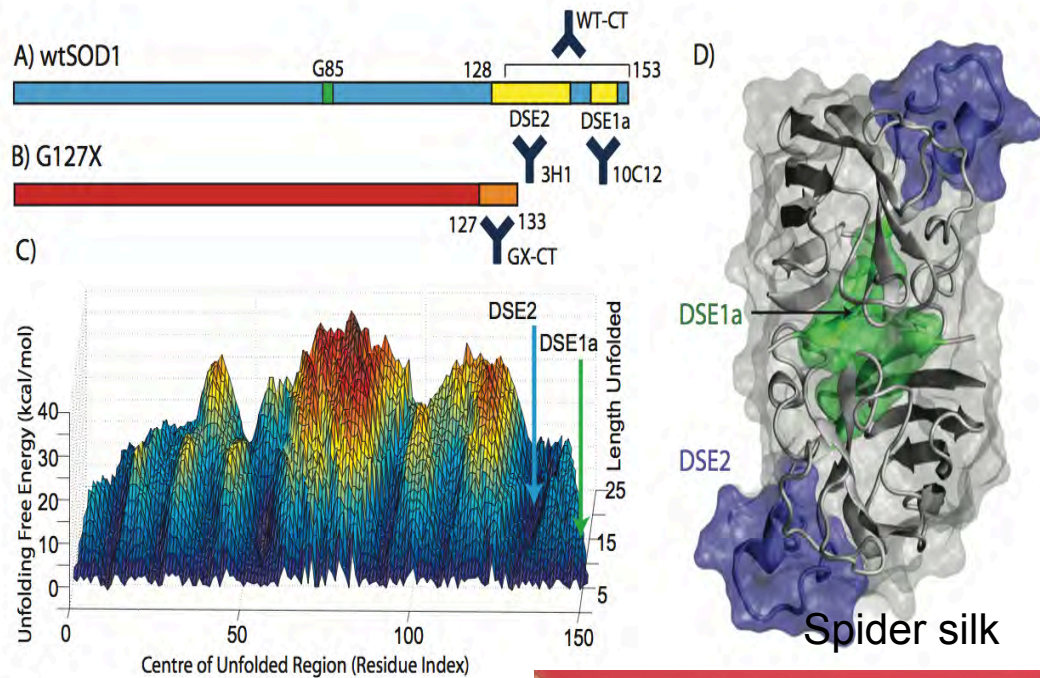 A) wtSOD1
G85
128
WT-CT
153
DSE2
DSE1a
3H1
10C12
B) G127X
127
133
GX-CT
C)
DSE2
DSE1a
Unfolding Free Energy (kcal/mol)
40
30
20
10
0
Length Unfolded
25
15
5
0
50
100
150
Centre of Unfolded Region (Residue Index)
D)
DSE1a
DSE2
Spider silk